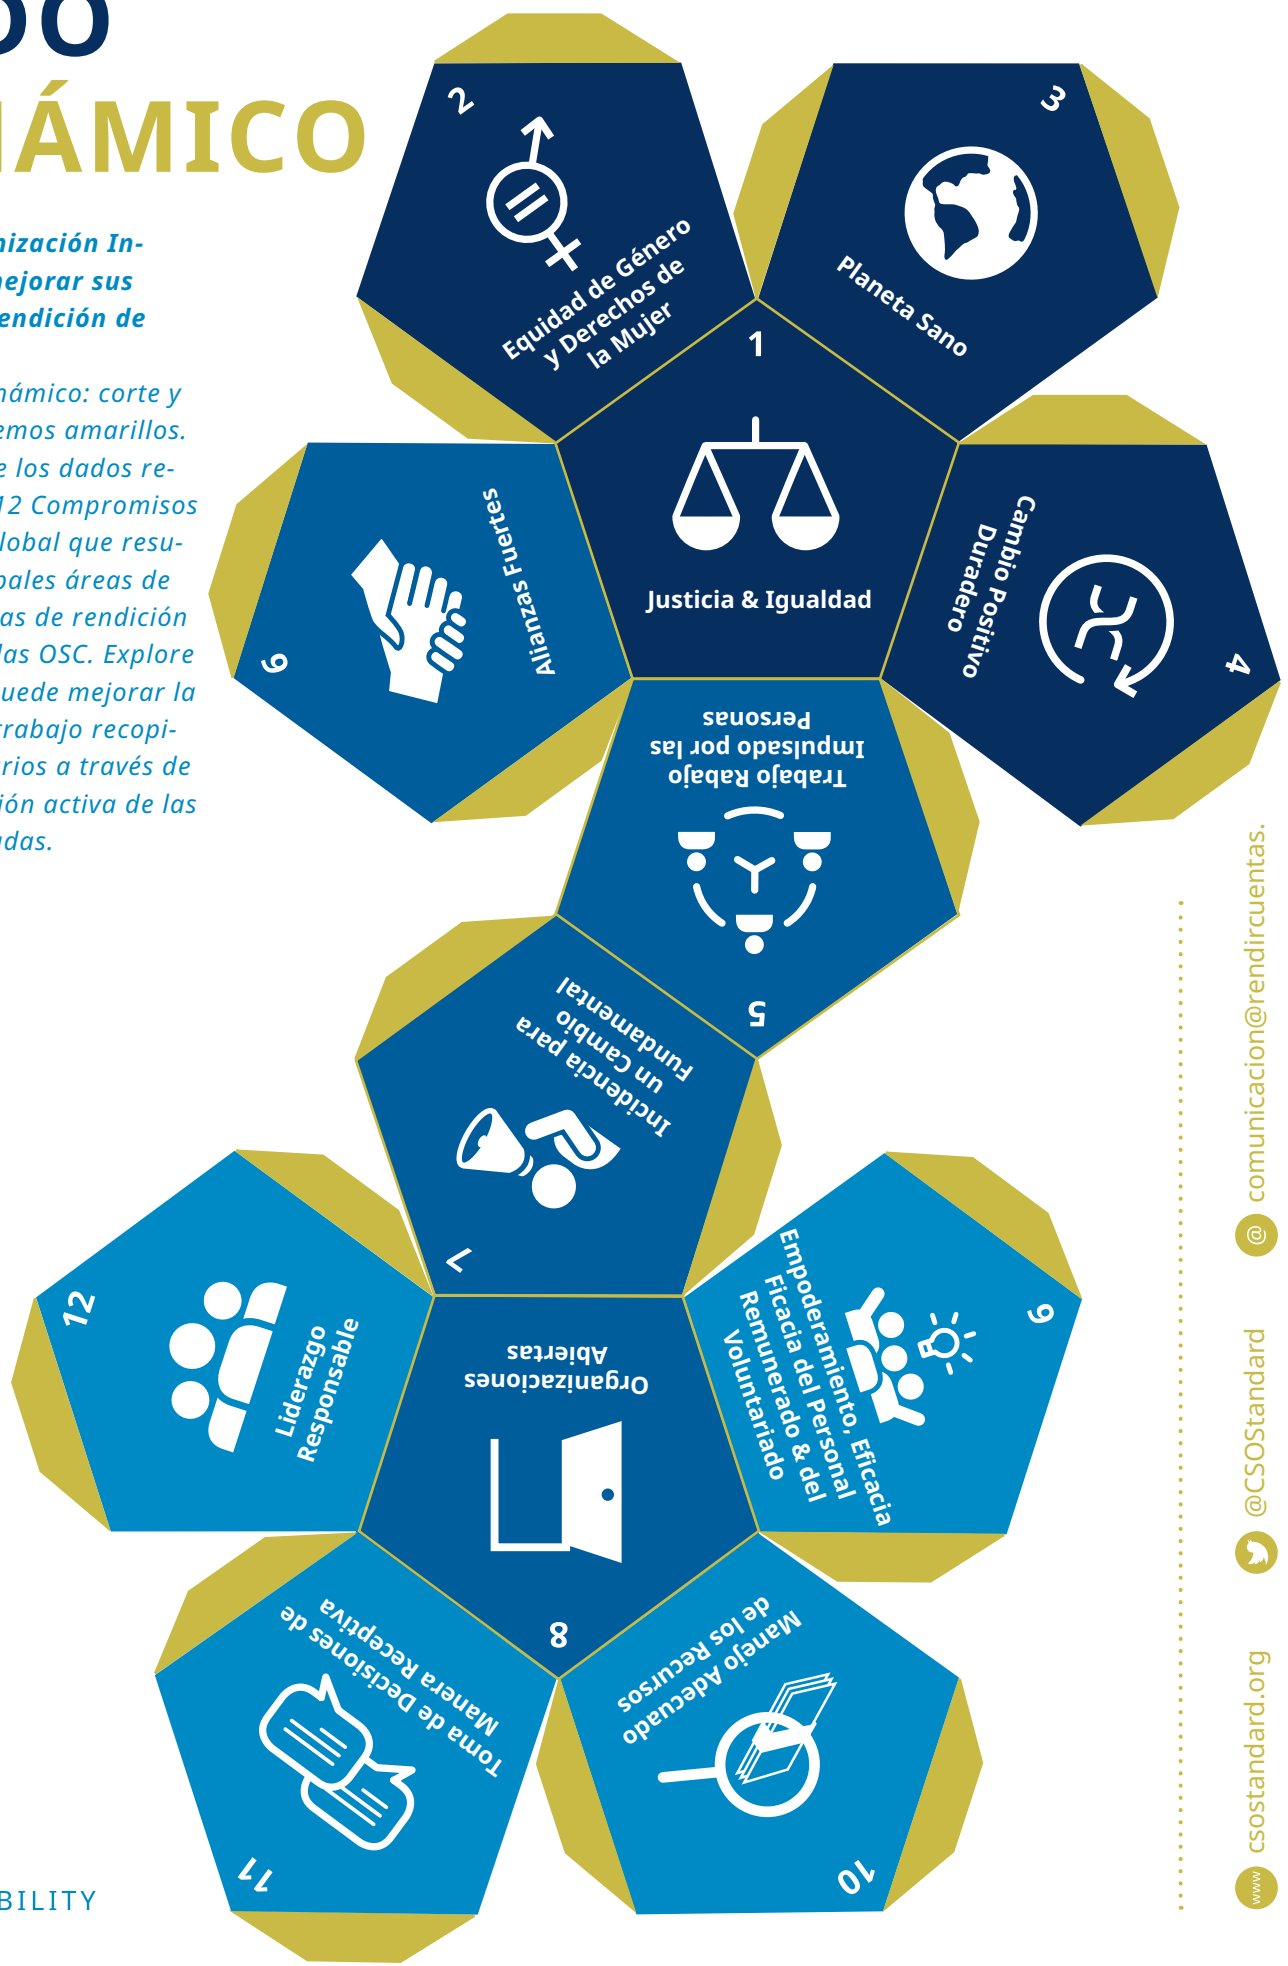 DO
NÁMICO
nización In-
nejorar sus
endición de
námico: corte y
emos amarillos.
e los dados re-
12 Compromisos
lobal que resu-
pales áreas de
as de rendición
las OSC. Explore
uede mejorar la
trabajo recopi-
rios a través de
ión activa de las
adas.
2
Equidad de Género
y Derechos de
la Mujer
3
Planeta Sano
1
Justicia & Igualdad
4
Cambio Positivo
Duradero
6
Alianzas Fuertes
5
Trabajo Rabajo
Impulsado por las
Personas
7
Incidencia para
un Cambio
Fundamental
8
Organizaciones
Abiertas
9
Empoderamiento, Eficacia
Ficacia del Personal
Remunerado & del
Voluntariado
10
Manejo Adecuado
de los Recursos
11
Toma de Decisiones de
Manera Receptiva
12
Liderazgo
Responsable
BILITY
www csostandard.org
@CSOStandard
@ comunicacion@rendircuentas.